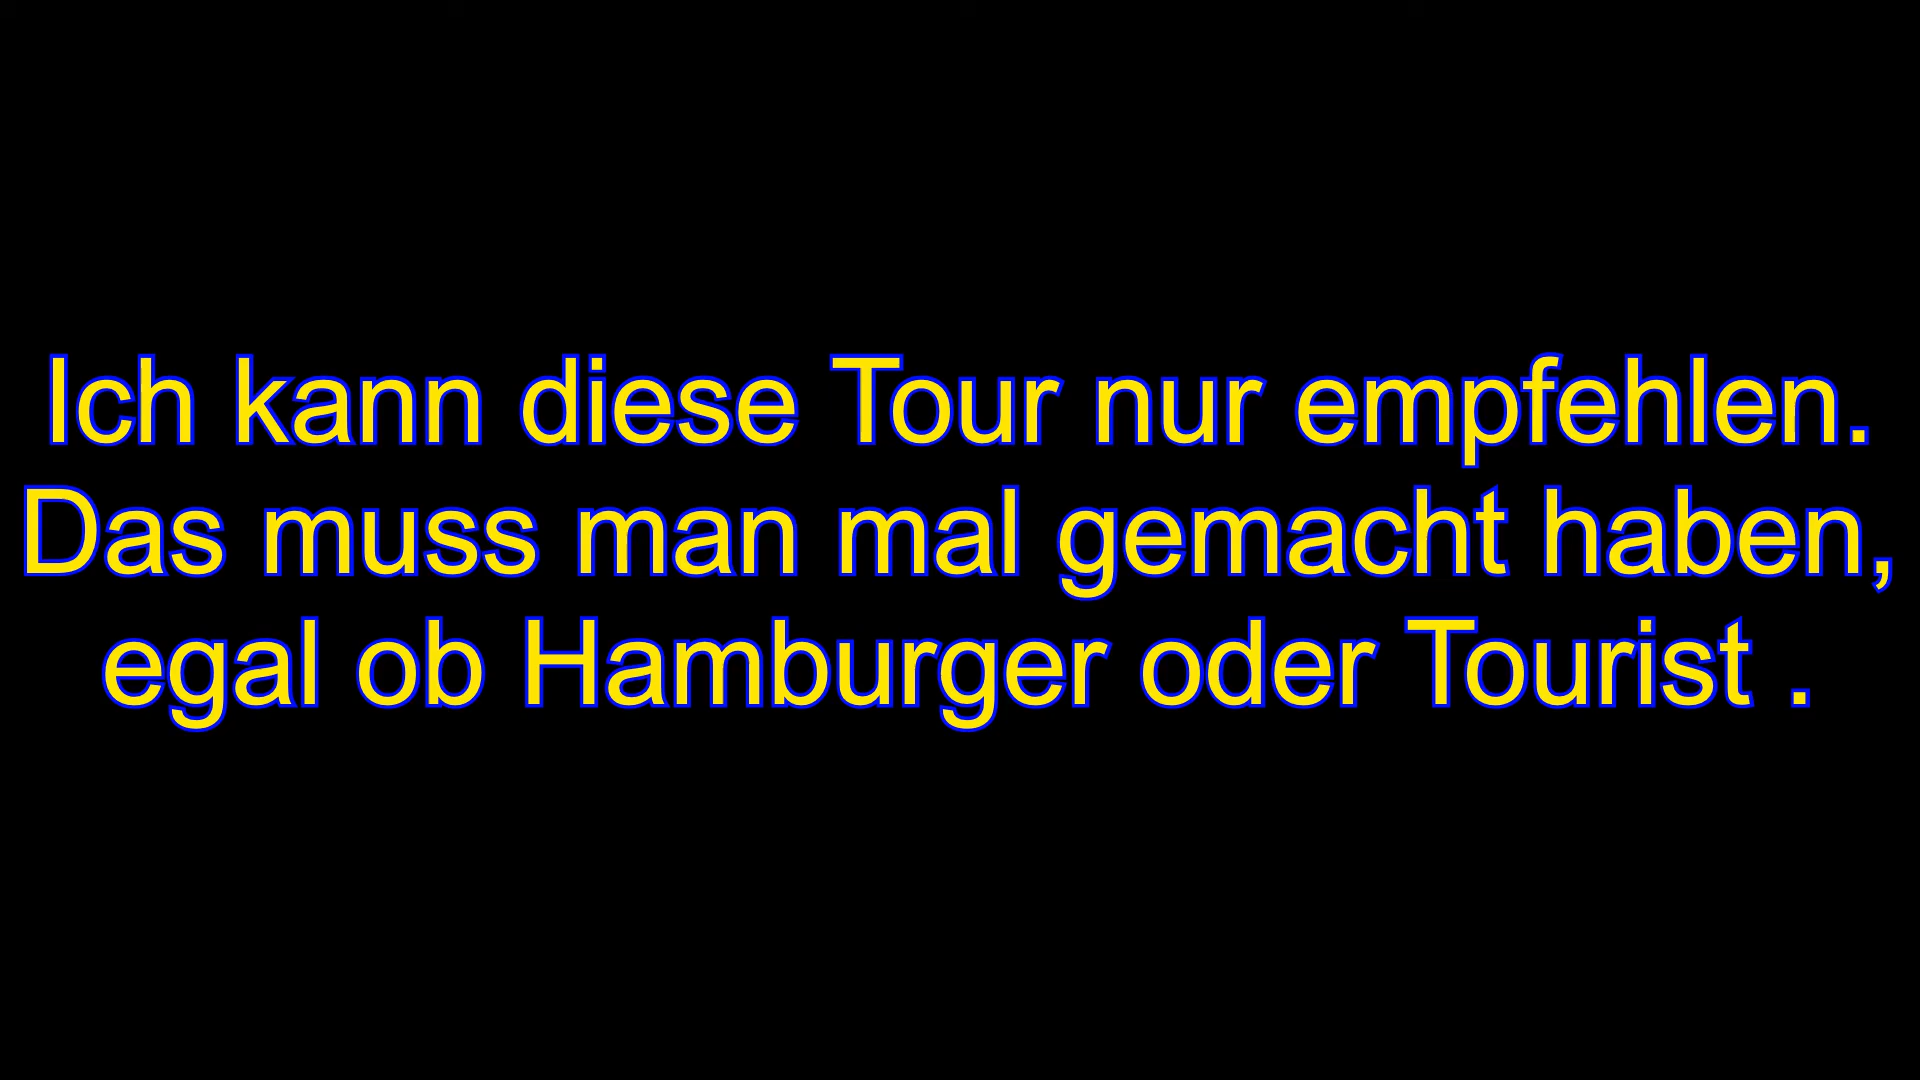 Ich kann diese Tour nur empfehlen.
Das muss man mal gemacht haben,
egal ob Hamburger oder Tourist .